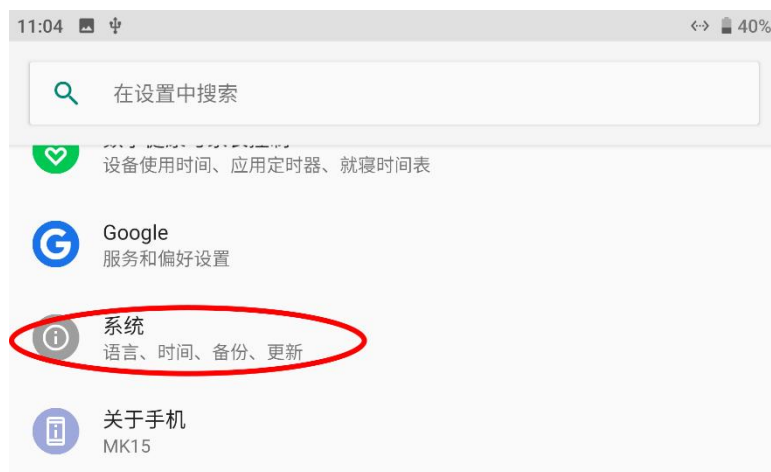 11:04
40%
在设置中搜索
设备使用时间、应用定时器、就寝时间表
Google
服务和偏好设置
系统
语言、时间、备份、更新
关于手机
MK15